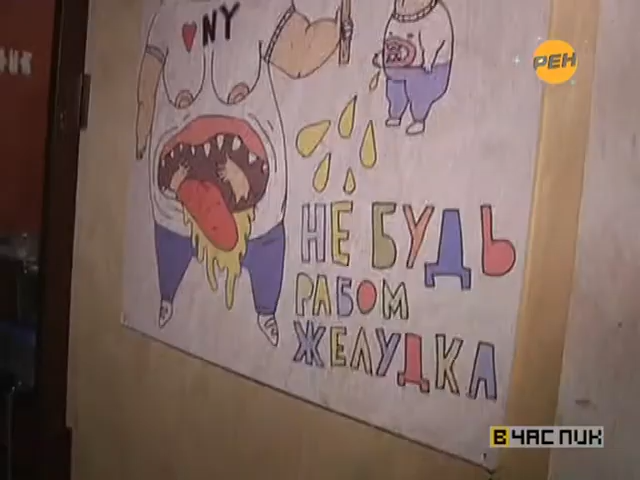 NY
РЕН
НЕ БУДЬ
РАБОМ
ЖЕЛУДКА
В ЧАС ПИК